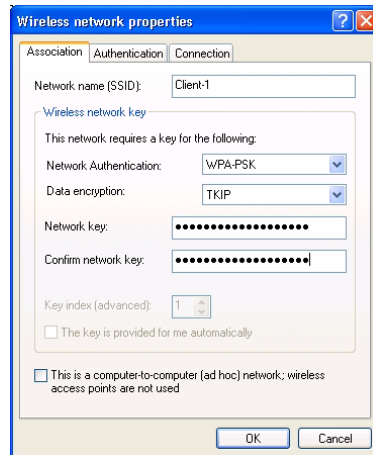 Wireless network properties
Association Authentication Connection
Network name (SSID): Client-1
Wireless network key
This network requires a key for the following:
Network Authentication: WPA-PSK
Data encryption: TKIP
Network key: ●●●●●●●●●●●●●●●●●●●
Confirm network key: ●●●●●●●●●●●●●●●●●●●
Key index (advanced): 1
The key is provided for me automatically
This is a computer-to-computer (ad hoc) network; wireless
access points are not used
OK Cancel